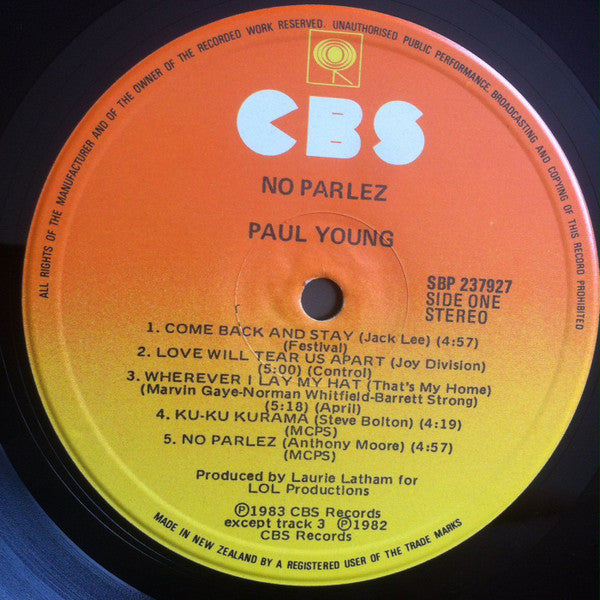 ALL RIGHTS OF THE MANUFACTURER AND OF THE OWNER OF THE RECORDED WORK RESERVED. UNAUTHORISED PUBLIC PERFORMANCE BROADCASTING AND COPYING OF THIS RECORD PROHIBITED
CBS
NO PARLEZ
PAUL YOUNG
SBP 237927
SIDE ONE
STEREO
1. COME BACK AND STAY (Jack Lee) (4:57)
(Festival)
2. LOVE WILL TEAR US APART (Joy Division)
(5:00) (Control)
3. WHEREVER I LAY MY HAT (That's My Home)
(Marvin Gaye-Norman Whitfield-Barrett Strong)
(5:18) (April)
4. KU-KU KURAMA (Steve Bolton) (4:19)
(MCPS)
5. NO PARLEZ (Anthony Moore) (4:57)
(MCPS)
Produced by Laurie Latham for
LOL Productions
℗1983 CBS Records
except track 3 ℗1982
CBS Records
MADE IN NEW ZEALAND BY A REGISTERED USER OF THE TRADE MARKS